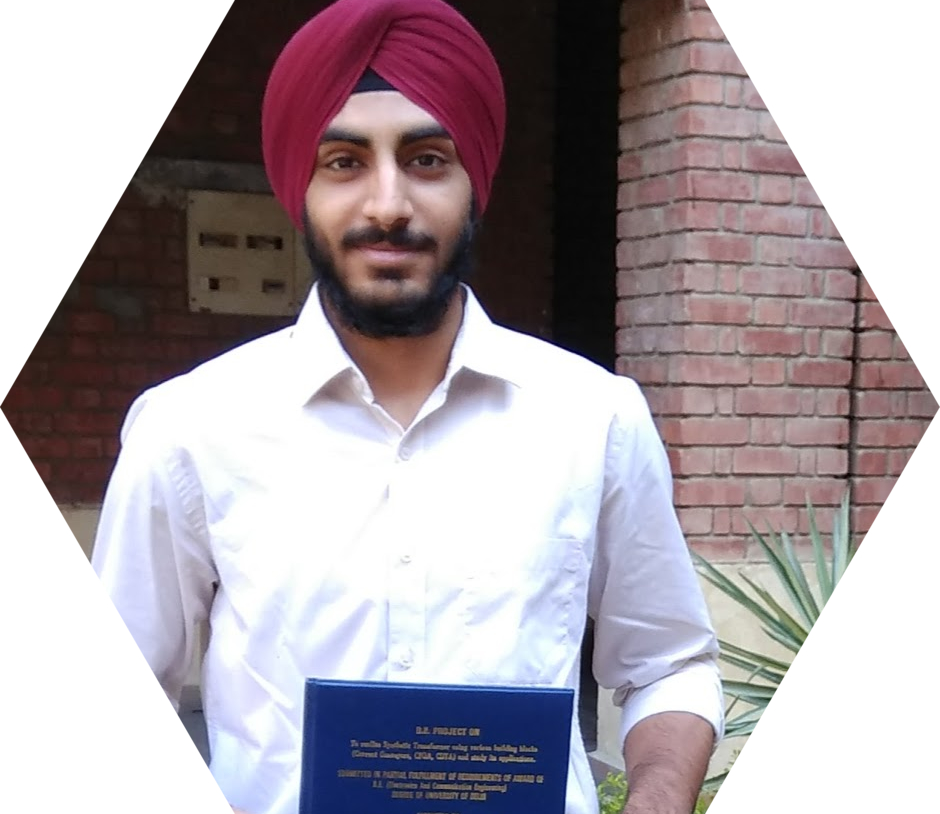 B.E. PROJECT ON
To realize Synthetic Transformer using various building blocks
(Current Conveyors, CFOA, CDTA) and study its applications.
SUBMITTED IN PARTIAL FULFILLMENT OF REQUIREMENTS OF AWARD OF
B.E. (Electronics And Communication Engineering)
DEGREE OF UNIVERSITY OF DELHI